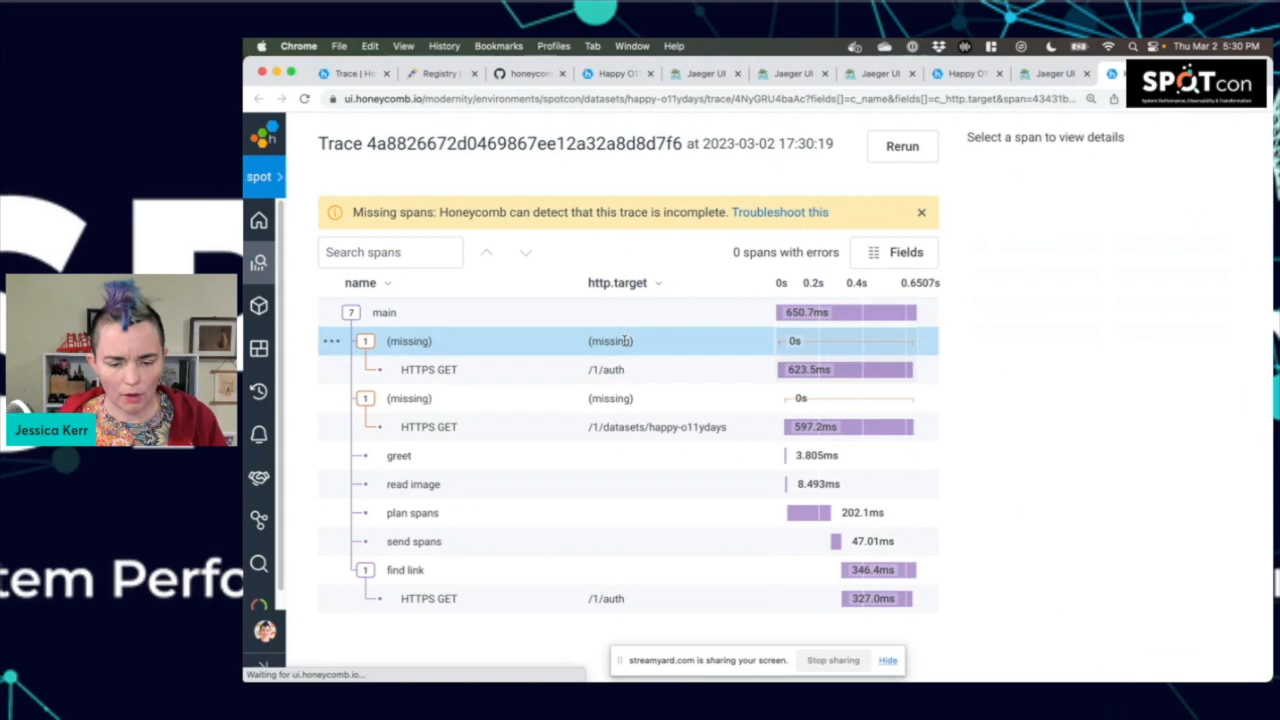 Chrome File Edit View History Bookmarks Profiles Tab Window Help
Thu Mar 2 5:30 PM
Trace | Ho
Registry |
honeycom
Happy O1
Jaeger UI
Jaeger UI
Jaeger UI
Happy O1
Jaeger UI
SPOTcon
System Performance, Observability & Transformation
ui.honeycomb.io/modernity/environments/spotcon/datasets/happy-o11ydays/trace/4NyGRU4baAc?fields[]=c_name&fields[]=c_http.target&span=43431b...
h
spot
Trace 4a8826672d0469867ee12a32a8d8d7f6 at 2023-03-02 17:30:19
Rerun
Select a span to view details
Missing spans: Honeycomb can detect that this trace is incomplete. Troubleshoot this
Search spans
0 spans with errors
Fields
name http.target 0s 0.2s 0.4s 0.6507s
7 main 650.7ms
1 (missing) (missing) 0s
HTTPS GET /1/auth 623.5ms
1 (missing) (missing) 0s
HTTPS GET /1/datasets/happy-o11ydays 597.2ms
greet 3.805ms
read image 8.493ms
plan spans 202.1ms
send spans 47.01ms
1 find link 346.4ms
HTTPS GET /1/auth 327.0ms
Jessica Kerr
tem Perfo
streamyard.com is sharing your screen. Stop sharing Hide
Waiting for ui.honeycomb.io...